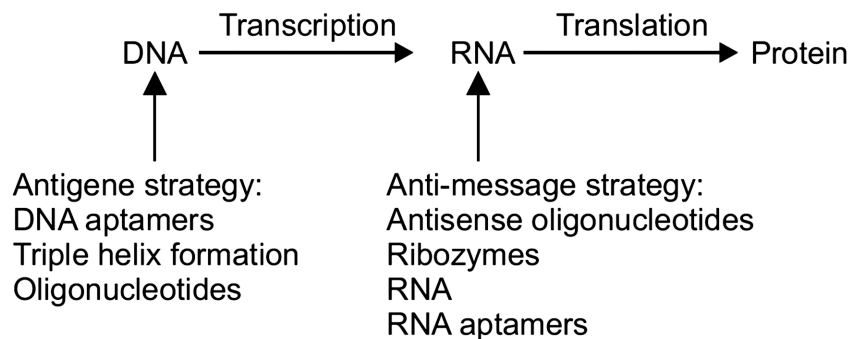 Transcription
Translation
DNA
RNA
Protein
Antigene strategy:
DNA aptamers
Triple helix formation
Oligonucleotides
Anti-message strategy:
Antisense oligonucleotides
Ribozymes
RNA
RNA aptamers